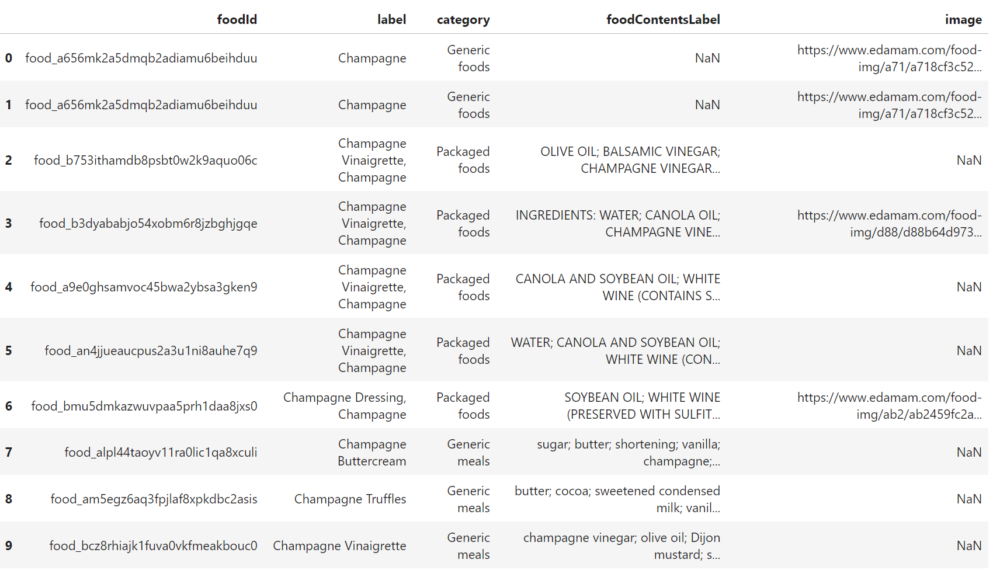 foodId label category foodContentsLabel image
0 food_a656mk2a5dmqb2adiamu6beihduu Champagne Generic foods NaN https://www.edamam.com/food-img/a71/a718cf3c52...
1 food_a656mk2a5dmqb2adiamu6beihduu Champagne Generic foods NaN https://www.edamam.com/food-img/a71/a718cf3c52...
2 food_b753ithamdb8psbt0w2k9aquo06c Champagne Vinaigrette, Champagne Packaged foods OLIVE OIL; BALSAMIC VINEGAR; CHAMPAGNE VINEGAR... NaN
3 food_b3dyababjo54xobm6r8jzbghjgqe Champagne Vinaigrette, Champagne Packaged foods INGREDIENTS: WATER; CANOLA OIL; CHAMPAGNE VINE... https://www.edamam.com/food-img/d88/d88b64d973...
4 food_a9e0ghsamvoc45bwa2ybsa3gken9 Champagne Vinaigrette, Champagne Packaged foods CANOLA AND SOYBEAN OIL; WHITE WINE (CONTAINS S... NaN
5 food_an4jjueaucpus2a3u1ni8auhe7q9 Champagne Vinaigrette, Champagne Packaged foods WATER; CANOLA AND SOYBEAN OIL; WHITE WINE (CON... NaN
6 food_bmu5dmkazwuvpaa5prh1daa8jxs0 Champagne Dressing, Champagne Packaged foods SOYBEAN OIL; WHITE WINE (PRESERVED WITH SULFIT... https://www.edamam.com/food-img/ab2/ab2459fc2a...
7 food_alpl44taoyv11ra0lic1qa8xculi Champagne Buttercream Generic meals sugar; butter; shortening; vanilla; champagne;... NaN
8 food_am5egz6aq3fpjlaf8xpkdbc2asis Champagne Truffles Generic meals butter; cocoa; sweetened condensed milk; vanil... NaN
9 food_bcz8rhiajk1fuva0vkfmeakbouc0 Champagne Vinaigrette Generic meals champagne vinegar; olive oil; Dijon mustard; s... NaN